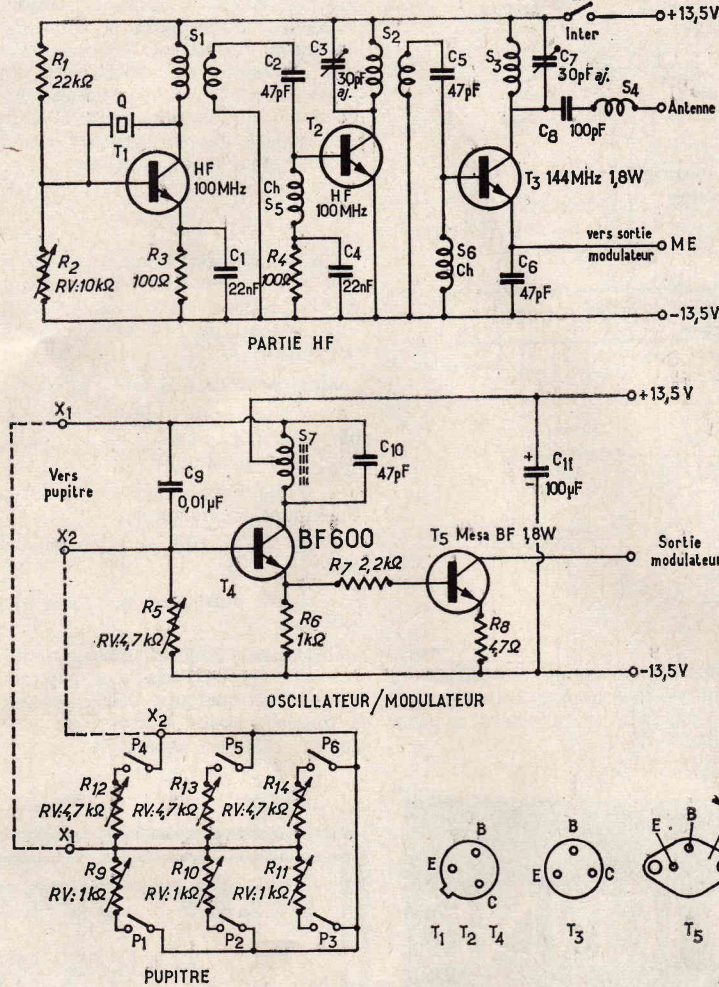 +13,5V
Inter
R1
22kΩ
S1
C2
47pF
C3
30pF
aj.
S2
C5
47pF
S3
C7
30pF aj.
S4
Antenne
C8
100pF
Q
T1
HF
100MHz
T2
HF
100MHz
T3 144MHz 1,8W
Ch
S5
R2
RV:10kΩ
R3
100Ω
C1
22nF
R4
100Ω
C4
22nF
S6
Ch
C6
47pF
vers sortie
modulateur
ME
-13,5V
PARTIE HF
X1
+13,5V
S7
C10
47pF
+
-
C11
100µF
Vers
pupitre
C9
0,01µF
X2
BF600
T4
T5 Mesa BF 1,8W
Sortie
modulateur
R7 2,2kΩ
R5
RV:4,7kΩ
R6
1kΩ
R8
4,7Ω
-13,5V
OSCILLATEUR/MODULATEUR
X2
P4
P5
P6
R12
RV:4,7kΩ
R13
RV:4,7kΩ
R14
RV:4,7kΩ
X1
R9
RV:1kΩ
R10
RV:1kΩ
R11
RV:1kΩ
P1
P2
P3
PUPITRE
B
E
C
T1 T2 T4
B
E
C
T3
E
B
T5